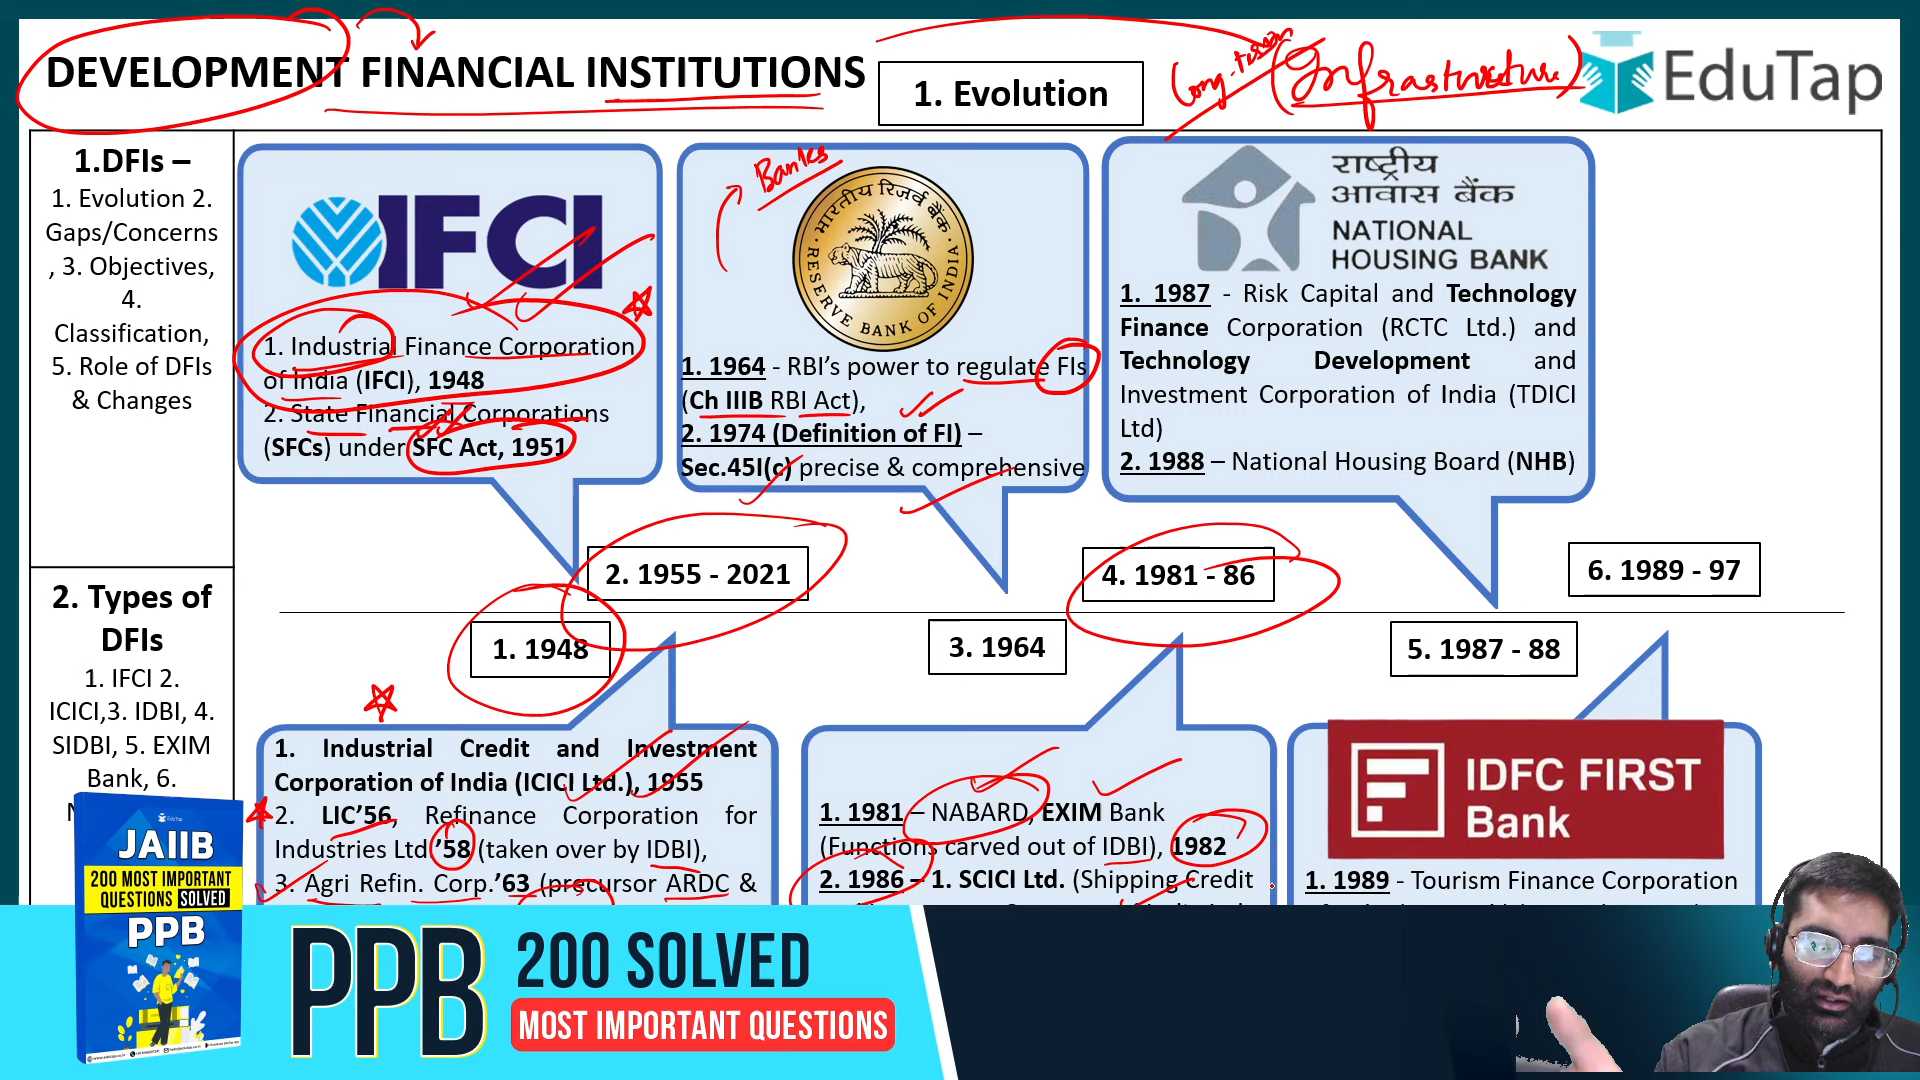 DEVELOPMENT FINANCIAL INSTITUTIONS
1. Evolution
Long-term
(Infrastructure)
EduTap
1.DFIs –
1. Evolution 2.
Gaps/Concerns
, 3. Objectives,
4.
Classification,
5. Role of DFIs
& Changes
2. Types of
DFIs
1. IFCI 2.
ICICI,3. IDBI, 4.
SIDBI, 5. EXIM
Bank, 6.
IFCI
1. Industrial Finance Corporation
of India (IFCI), 1948
2. State Financial Corporations
(SFCs) under SFC Act, 1951
Banks
भारतीय रिज़र्व बैंक
RESERVE BANK OF INDIA
1. 1964 - RBI's power to regulate FIs
(Ch IIIB RBI Act),
2. 1974 (Definition of FI) –
Sec.45I(c) precise & comprehensive
राष्ट्रीय
आवास बैंक
NATIONAL
HOUSING BANK
1. 1987 - Risk Capital and Technology
Finance Corporation (RCTC Ltd.) and
Technology Development and
Investment Corporation of India (TDICI
Ltd)
2. 1988 – National Housing Board (NHB)
2. 1955 - 2021
4. 1981 - 86
6. 1989 - 97
1. 1948
3. 1964
5. 1987 - 88
1. Industrial Credit and Investment
Corporation of India (ICICI Ltd.), 1955
2. LIC'56, Refinance Corporation for
Industries Ltd.'58 (taken over by IDBI),
3. Agri Refin. Corp.'63 (precursor ARDC &
1. 1981 – NABARD, EXIM Bank
(Functions carved out of IDBI), 1982
2. 1986 – 1. SCICI Ltd. (Shipping Credit
IDFC FIRST
Bank
1. 1989 - Tourism Finance Corporation
EduTap
JAIIB
200 MOST IMPORTANT
QUESTIONS SOLVED
PPB
PPB
200 SOLVED
MOST IMPORTANT QUESTIONS